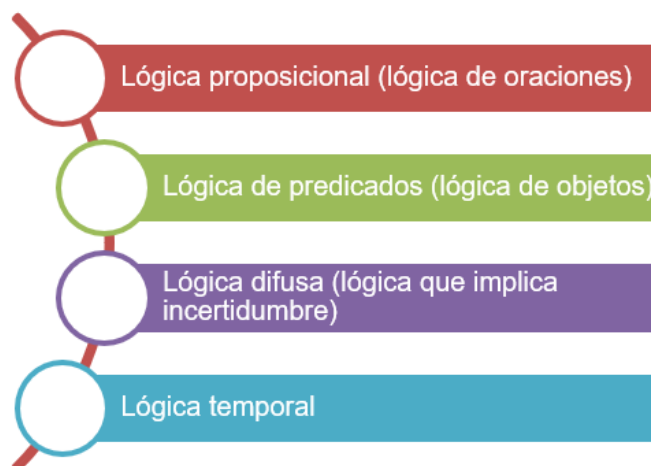 Lógica proposicional (lógica de oraciones)
Lógica de predicados (lógica de objetos)
Lógica difusa (lógica que implica
incertidumbre)
Lógica temporal